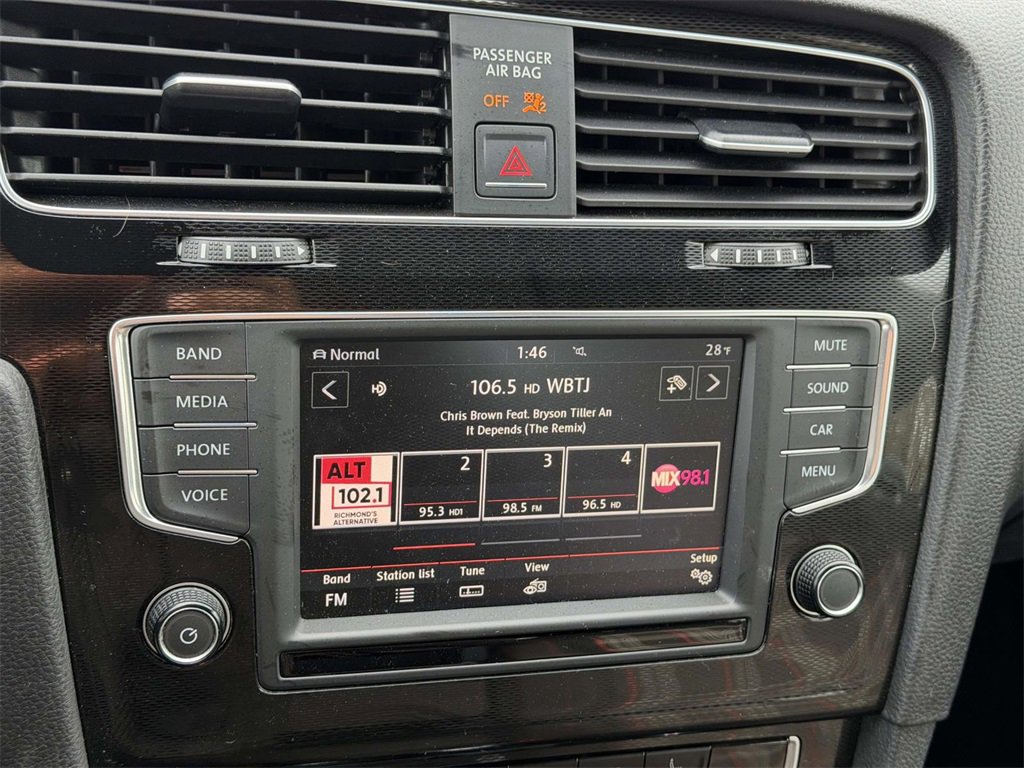 PASSENGER
AIR BAG
OFF
2
BAND
MEDIA
PHONE
VOICE
Normal
1:46
28°F
106.5 HD WBTJ
Chris Brown Feat. Bryson Tiller An
It Depends (The Remix)
ALT
102.1
RICHMOND'S
ALTERNATIVE
2
95.3 HD1
3
98.5 FM
4
96.5 HD
MIX98.1
Band
FM
Station list
Tune
View
Setup
MUTE
SOUND
CAR
MENU